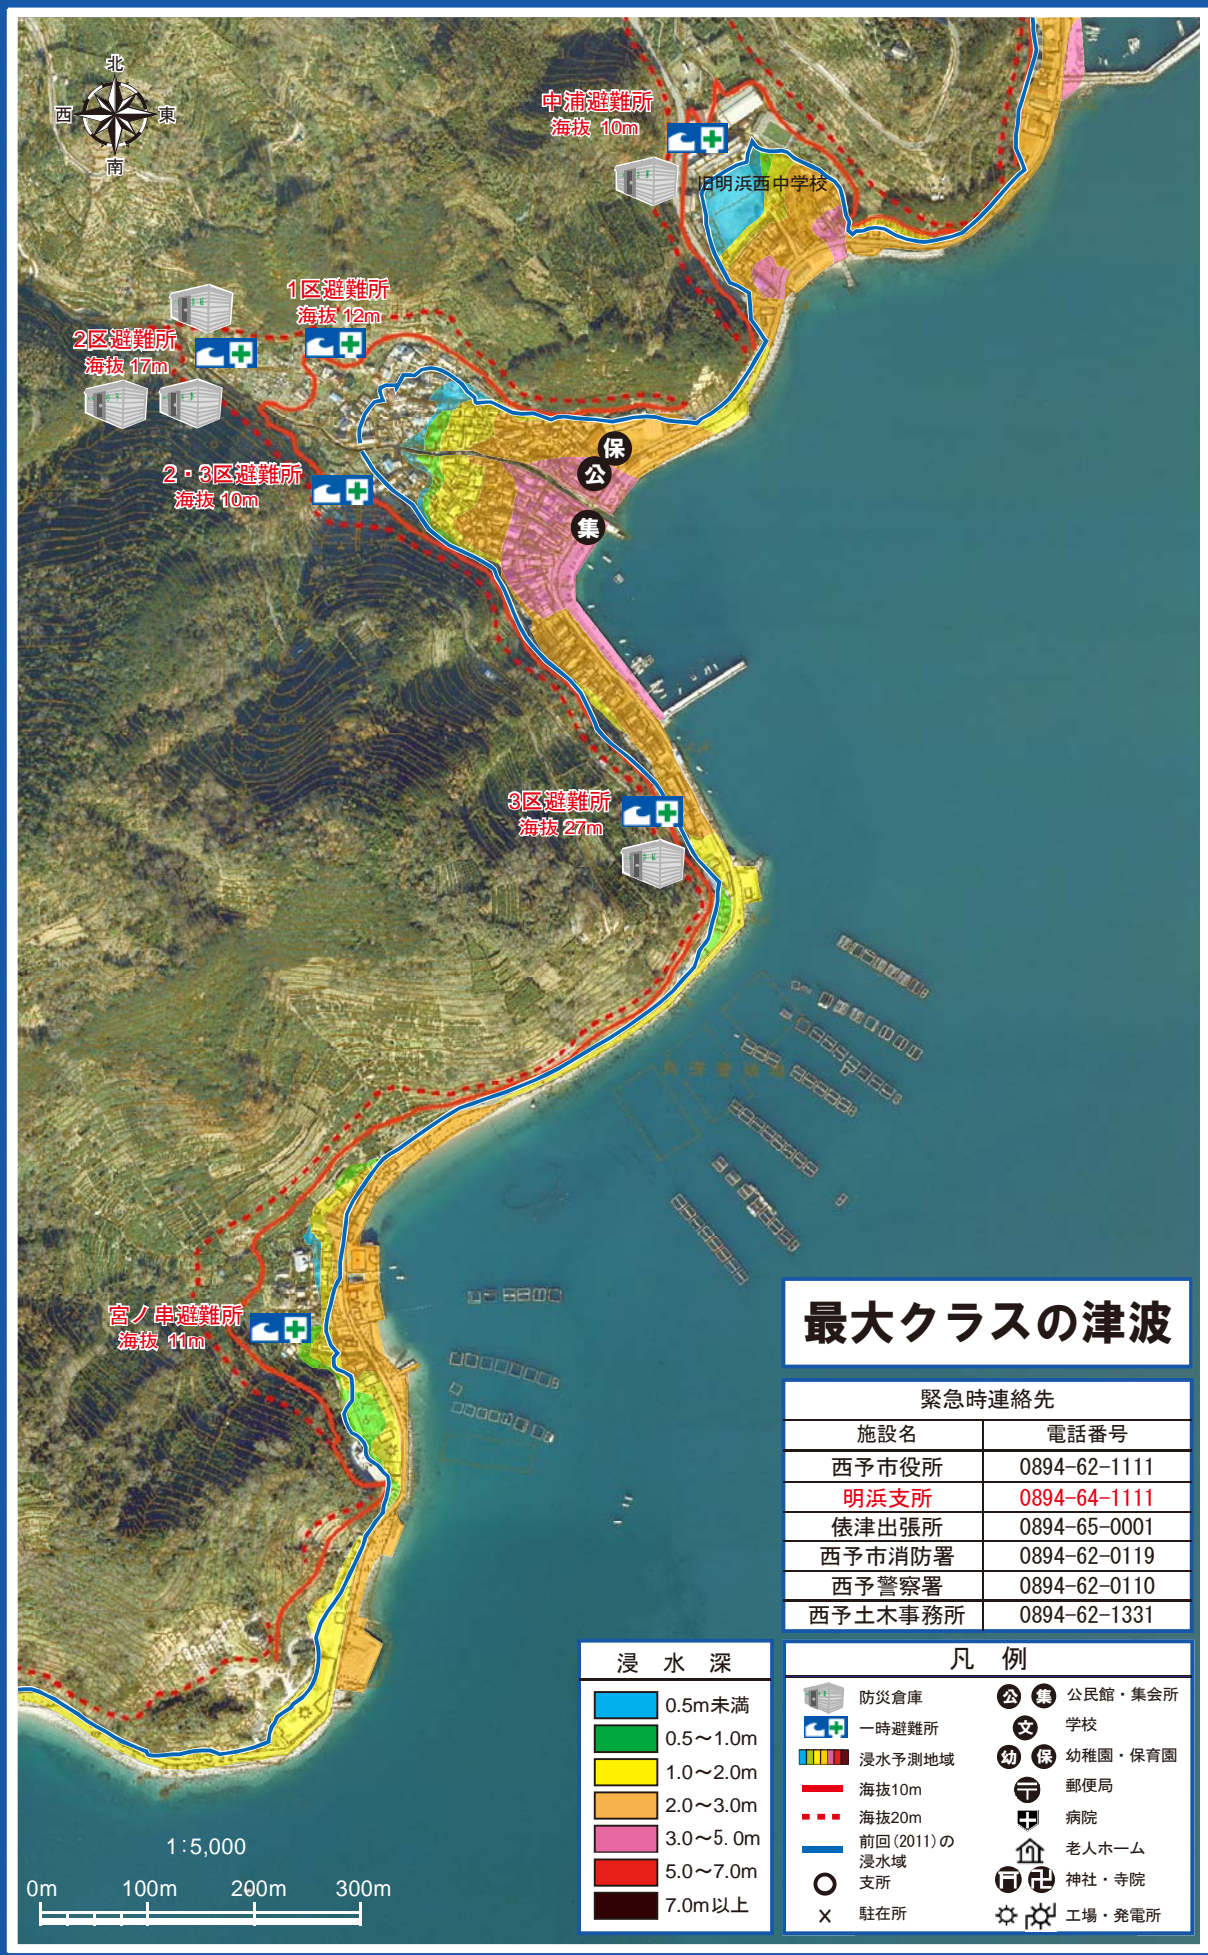 北
西
東
南
中浦避難所
海抜 10m
旧明浜西中学校
1区避難所
海抜 12m
2区避難所
海抜 17m
2・3区避難所
海抜 10m
保
公
集
3区避難所
海抜 27m
宮ノ串避難所
海抜 11m
最大クラスの津波
緊急時連絡先
施設名 電話番号
西予市役所 0894-62-1111
明浜支所 0894-64-1111
俵津出張所 0894-65-0001
西予市消防署 0894-62-0119
西予警察署 0894-62-0110
西予土木事務所 0894-62-1331
浸水深
0.5m未満
0.5～1.0m
1.0～2.0m
2.0～3.0m
3.0～5.0m
5.0～7.0m
7.0m以上
凡例
防災倉庫
一時避難所
浸水予測地域
海抜10m
海抜20m
前回(2011)の
浸水域
支所
駐在所
公 集 公民館・集会所
文 学校
幼 保 幼稚園・保育園
郵便局
病院
老人ホーム
神社・寺院
工場・発電所
1:5,000
0m 100m 200m 300m